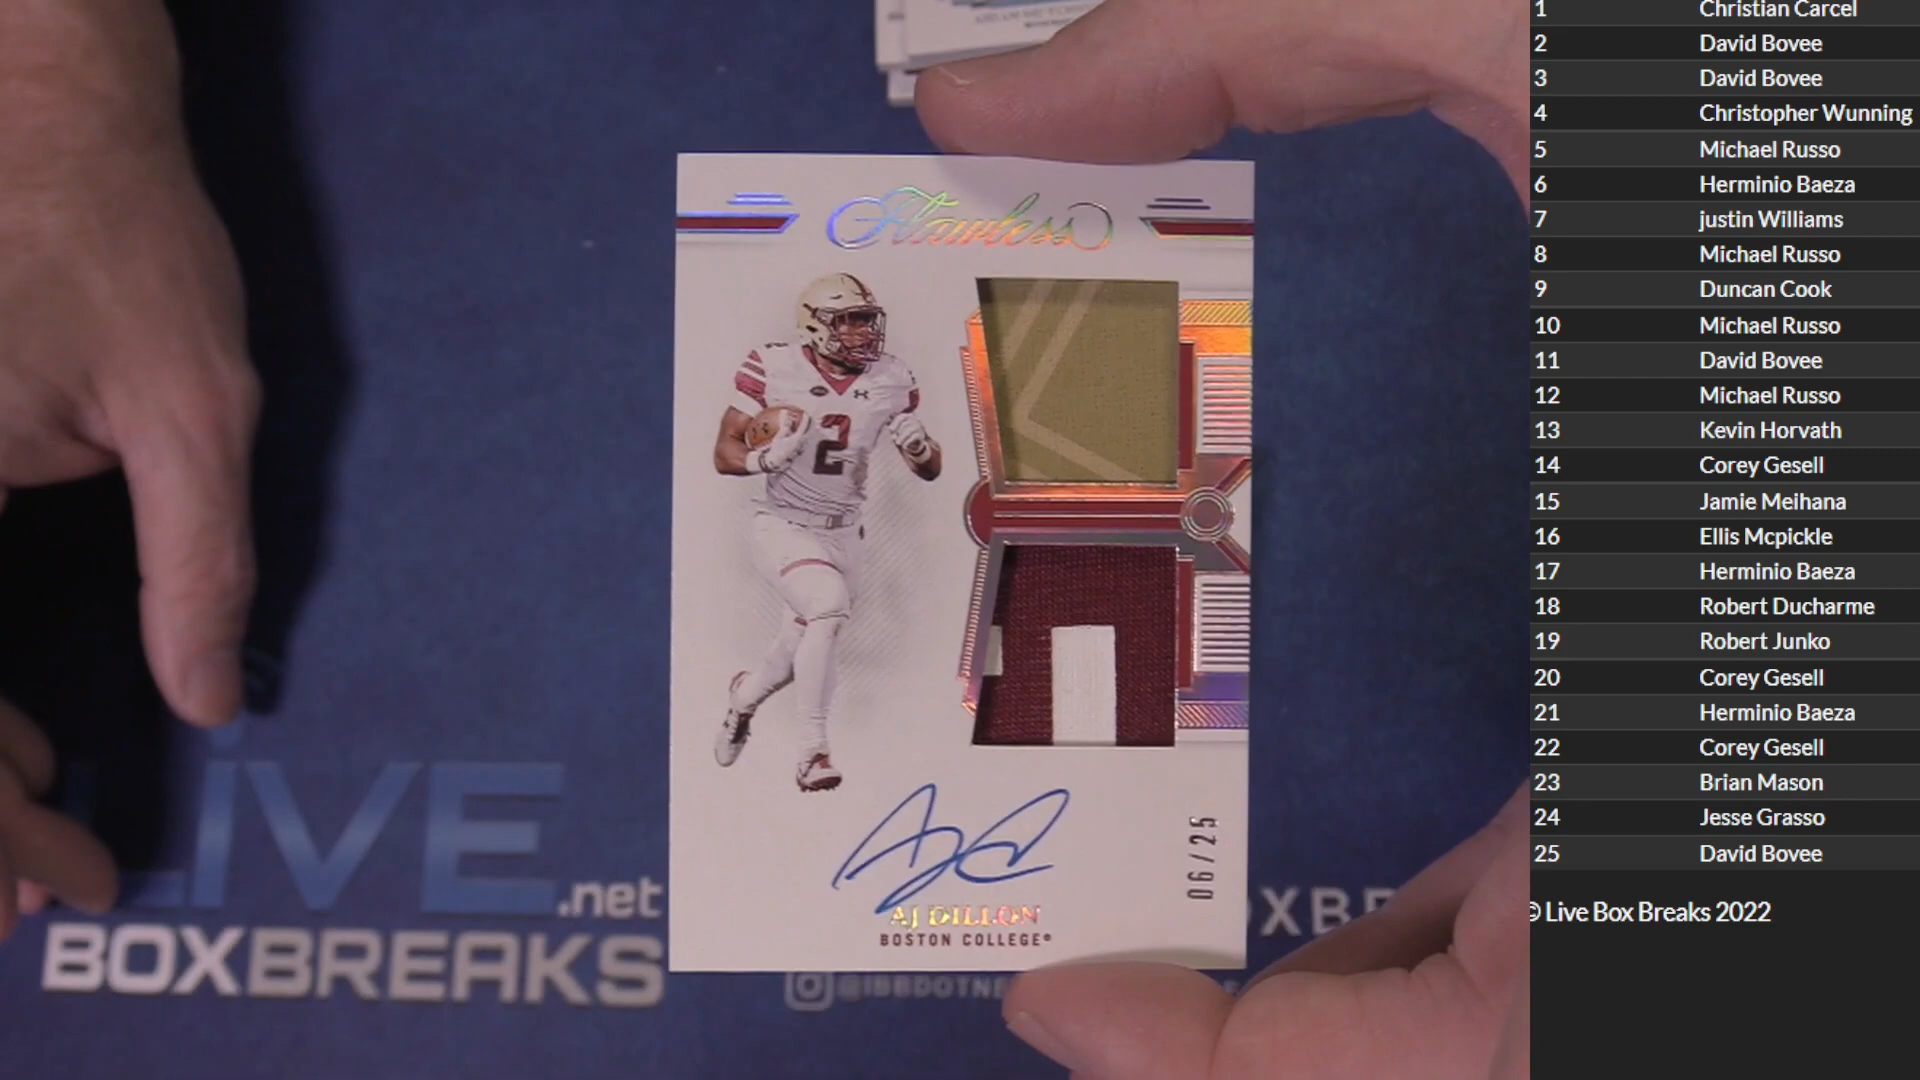 Flawless
2
06/25
AJ DILLON
BOSTON COLLEGE®
LIVE.net
BOXBREAKS
1 Christian Carcel
2 David Bovee
3 David Bovee
4 Christopher Wunning
5 Michael Russo
6 Herminio Baeza
7 justin Williams
8 Michael Russo
9 Duncan Cook
10 Michael Russo
11 David Bovee
12 Michael Russo
13 Kevin Horvath
14 Corey Gesell
15 Jamie Meihana
16 Ellis Mcpickle
17 Herminio Baeza
18 Robert Ducharme
19 Robert Junko
20 Corey Gesell
21 Herminio Baeza
22 Corey Gesell
23 Brian Mason
24 Jesse Grasso
25 David Bovee
© Live Box Breaks 2022